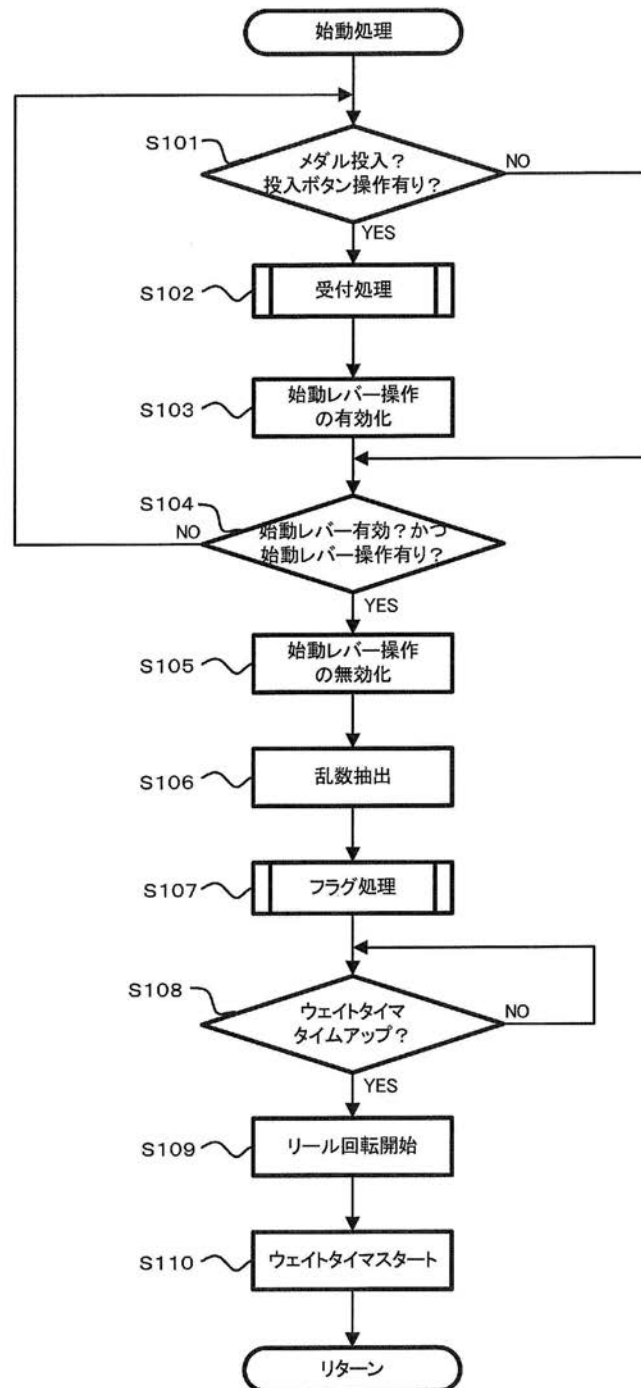 始動処理
S101
メダル投入？
投入ボタン操作有り？
NO
YES
S102
受付処理
S103
始動レバー操作
の有効化
S104
始動レバー有効？かつ
始動レバー操作有り？
NO
YES
S105
始動レバー操作
の無効化
S106
乱数抽出
S107
フラグ処理
S108
ウェイトタイマ
タイムアップ？
NO
YES
S109
リール回転開始
S110
ウェイトタイマスタート
リターン